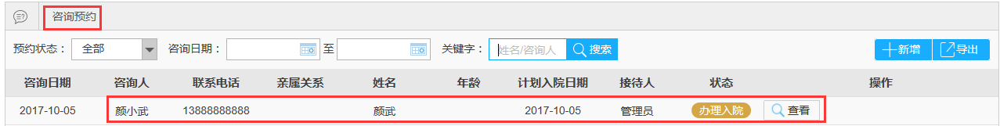 咨询预约
预约状态： 全部 咨询日期： 至 关键字： 姓名/咨询人 搜索 新增 导出
咨询日期 咨询人 联系电话 亲属关系 姓名 年龄 计划入院日期 接待人 状态 操作
2017-10-05 颜小武 13888888888 颜武 2017-10-05 管理员 办理入院 查看